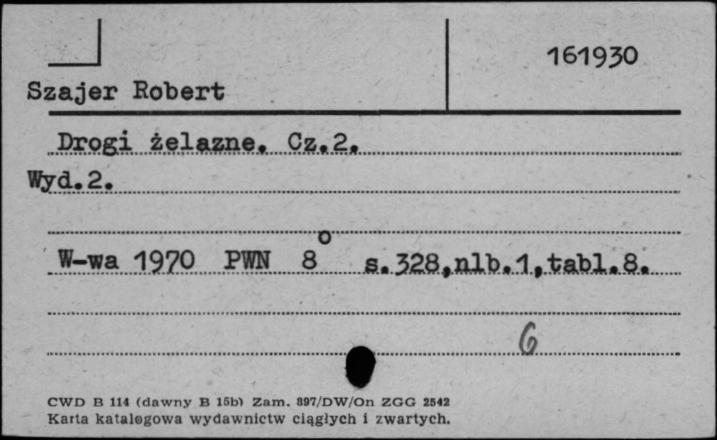 161930
Szajer Robert
Drogi żelazne. Cz.2.
Wyd.2.
W-wa 1970 PWN 8° s.328,nlb.1,tabl.8.
6
CWD B 114 (dawny B 15b) Zam. 897/DW/On ZGG 2542
Karta katalogowa wydawnictw ciągłych i zwartych.